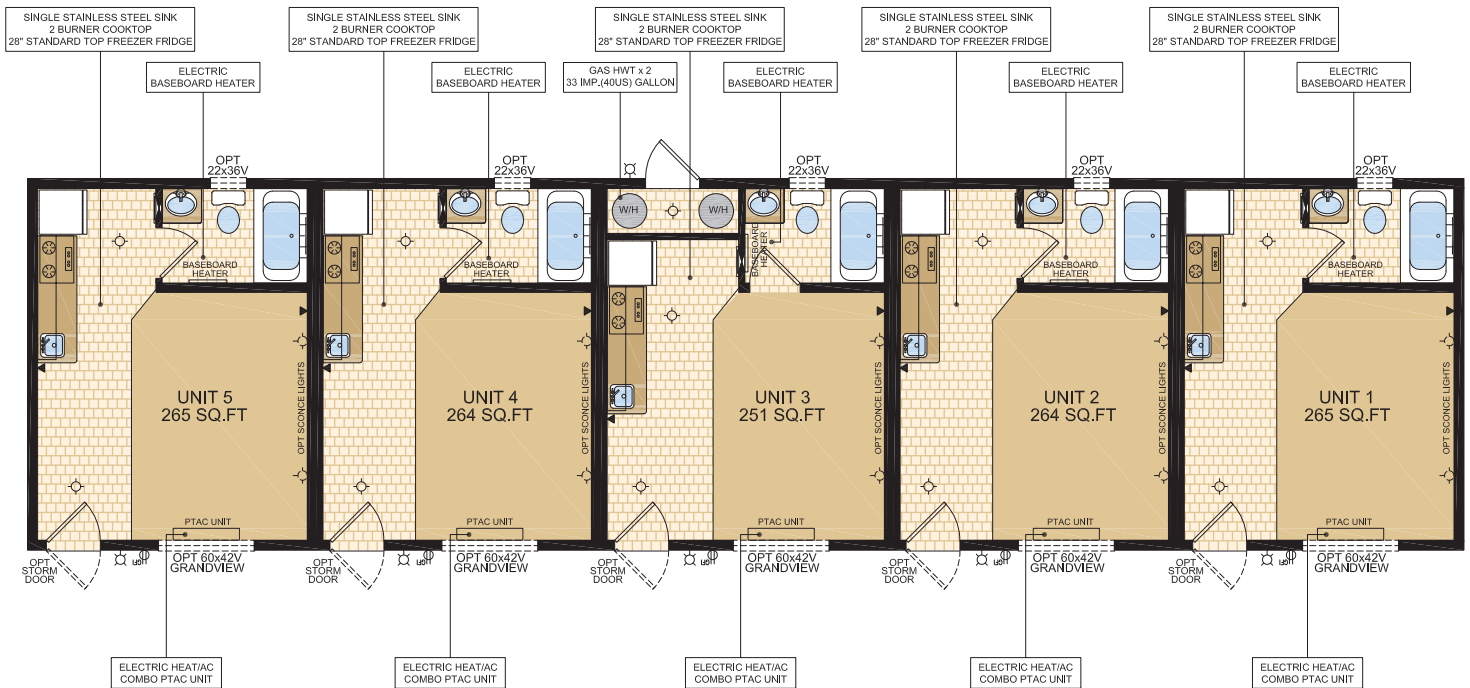 SINGLE STAINLESS STEEL SINK
2 BURNER COOKTOP
28" STANDARD TOP FREEZER FRIDGE
SINGLE STAINLESS STEEL SINK
2 BURNER COOKTOP
28" STANDARD TOP FREEZER FRIDGE
SINGLE STAINLESS STEEL SINK
2 BURNER COOKTOP
28" STANDARD TOP FREEZER FRIDGE
SINGLE STAINLESS STEEL SINK
2 BURNER COOKTOP
28" STANDARD TOP FREEZER FRIDGE
SINGLE STAINLESS STEEL SINK
2 BURNER COOKTOP
28" STANDARD TOP FREEZER FRIDGE
ELECTRIC
BASEBOARD HEATER
ELECTRIC
BASEBOARD HEATER
GAS HWT x 2
33 IMP.(40US) GALLON
ELECTRIC
BASEBOARD HEATER
ELECTRIC
BASEBOARD HEATER
ELECTRIC
BASEBOARD HEATER
OPT
22x36V
OPT
22x36V
OPT
22x36V
OPT
22x36V
OPT
22x36V
W/H
W/H
BASEBOARD
HEATER
BASEBOARD
HEATER
BASEBOARD
HEATER
BASEBOARD
HEATER
BASEBOARD
HEATER
UNIT 5
265 SQ.FT
OPT SCONCE LIGHTS
UNIT 4
264 SQ.FT
OPT SCONCE LIGHTS
UNIT 3
251 SQ.FT
OPT SCONCE LIGHTS
UNIT 2
264 SQ.FT
OPT SCONCE LIGHTS
UNIT 1
265 SQ.FT
OPT SCONCE LIGHTS
PTAC UNIT
PTAC UNIT
PTAC UNIT
PTAC UNIT
PTAC UNIT
OPT
STORM
DOOR
OPT 60x42V
GRANDVIEW
OPT
STORM
DOOR
OPT 60x42V
GRANDVIEW
OPT
STORM
DOOR
OPT 60x42V
GRANDVIEW
OPT
STORM
DOOR
OPT 60x42V
GRANDVIEW
OPT
STORM
DOOR
OPT 60x42V
GRANDVIEW
ELECTRIC HEAT/AC
COMBO PTAC UNIT
ELECTRIC HEAT/AC
COMBO PTAC UNIT
ELECTRIC HEAT/AC
COMBO PTAC UNIT
ELECTRIC HEAT/AC
COMBO PTAC UNIT
ELECTRIC HEAT/AC
COMBO PTAC UNIT